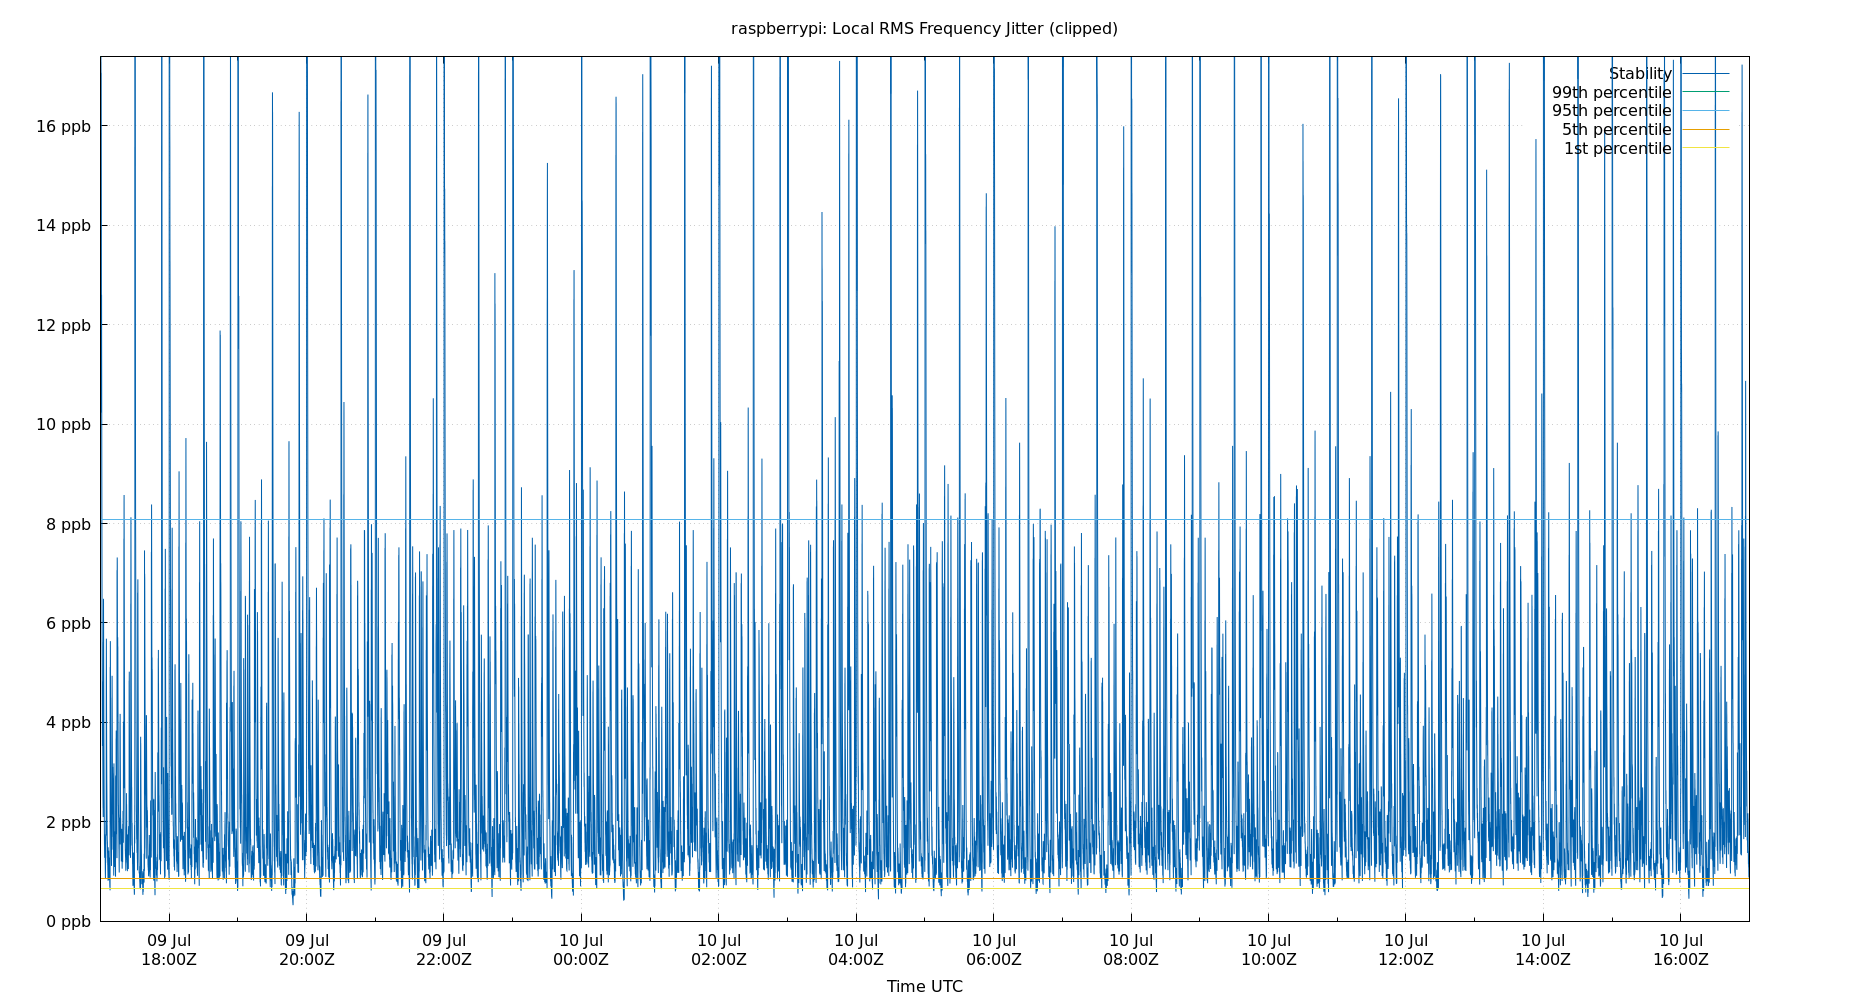 raspberrypi: Local RMS Frequency Jitter (clipped)
Stability
99th percentile
95th percentile
5th percentile
1st percentile
16 ppb
14 ppb
12 ppb
10 ppb
8 ppb
6 ppb
4 ppb
2 ppb
0 ppb
09 Jul 09 Jul 09 Jul 10 Jul 10 Jul 10 Jul 10 Jul 10 Jul 10 Jul 10 Jul 10 Jul 10 Jul
18:00Z 20:00Z 22:00Z 00:00Z 02:00Z 04:00Z 06:00Z 08:00Z 10:00Z 12:00Z 14:00Z 16:00Z
Time UTC